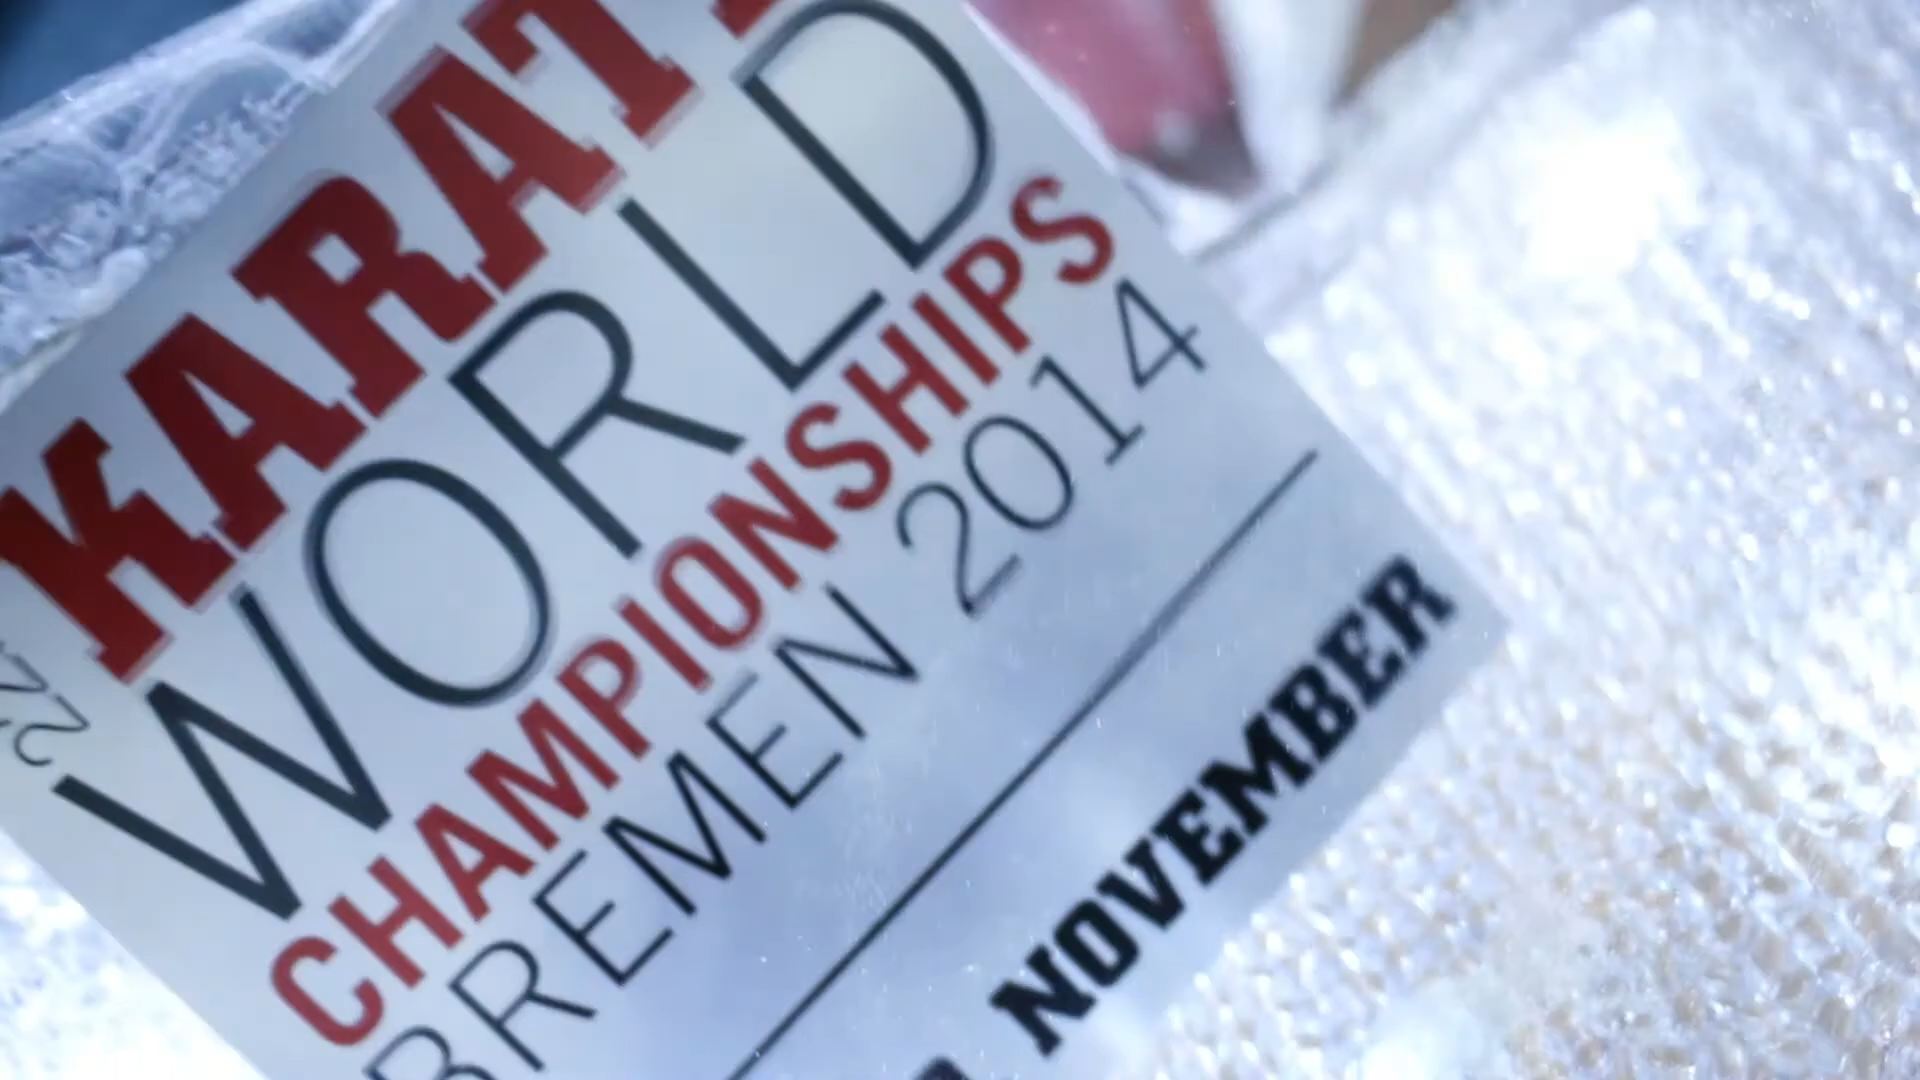 KARAT
WORLD
CHAMPIONSHIPS
BREMEN 2014
NOVEMBER